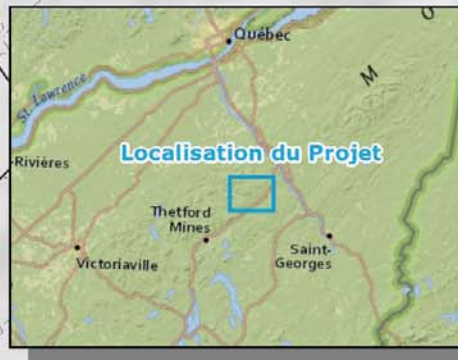 Québec
M
O
St. Lawrence
-Rivières
Localisation du Projet
Thetford
Mines
Saint-
Georges
Victoriaville